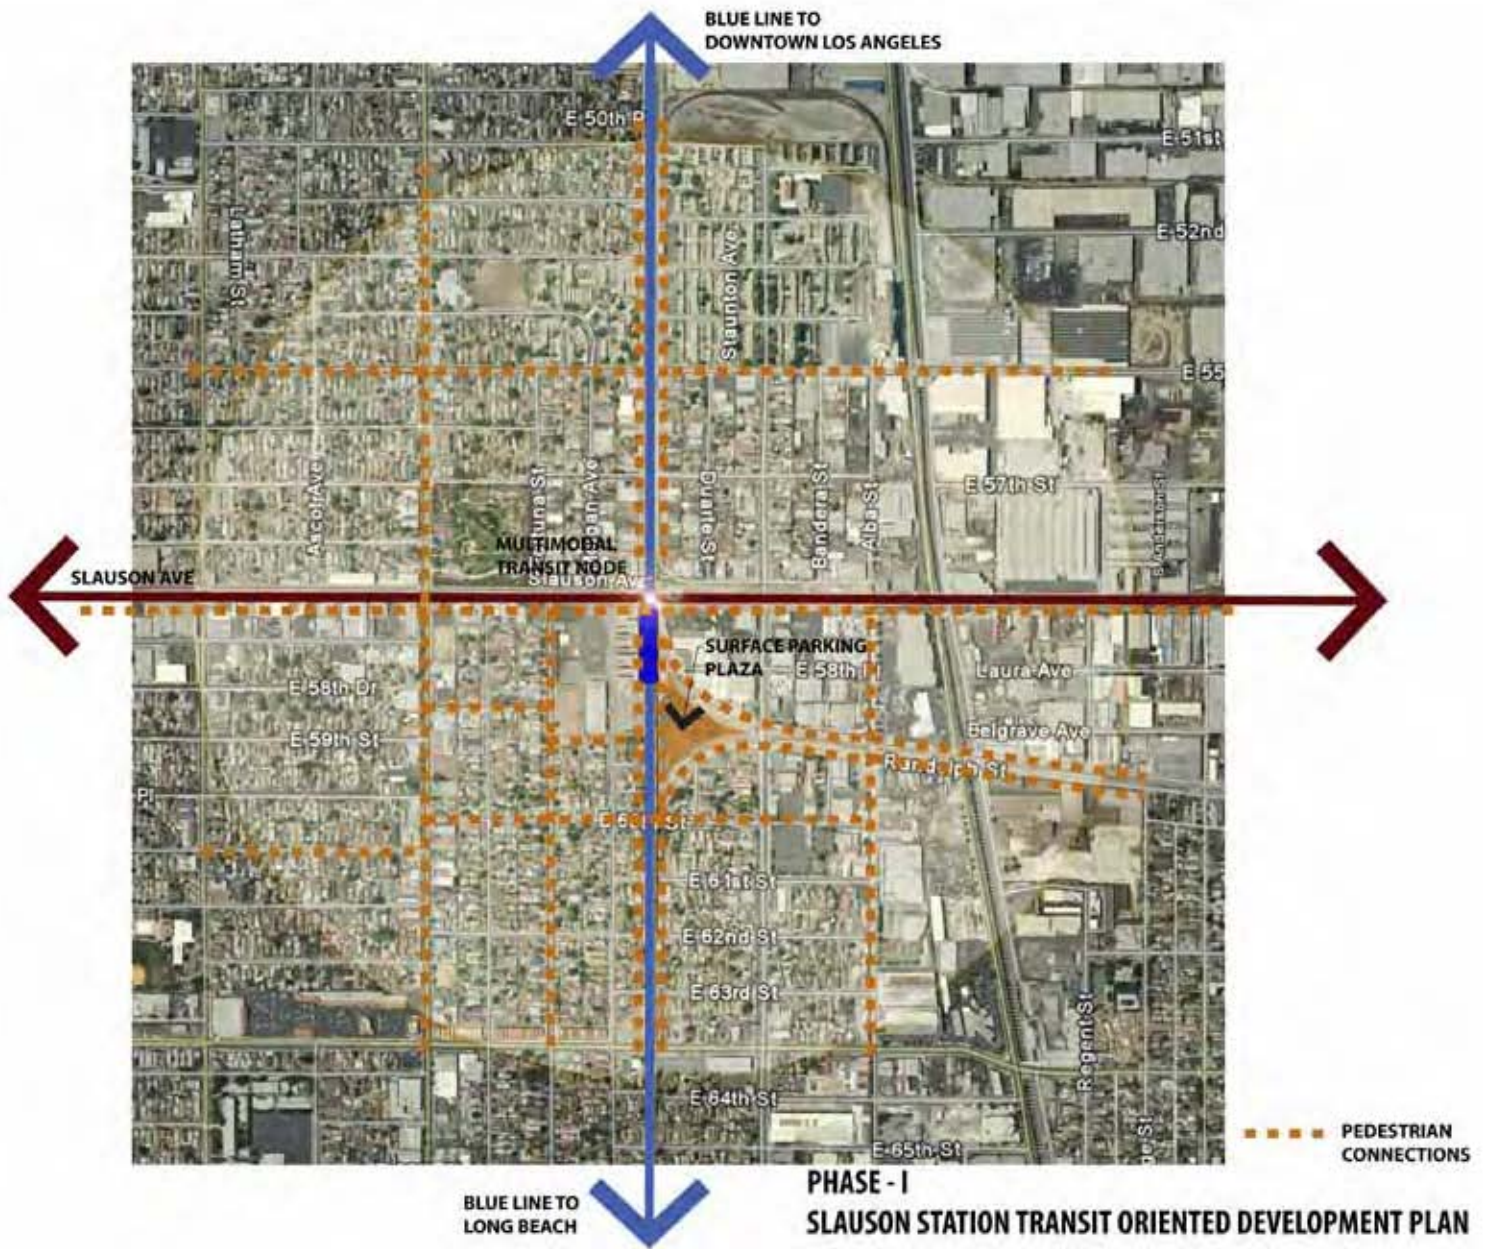 BLUE LINE TO
DOWNTOWN LOS ANGELES
E 50th P
E 51st
Latham St
E 52nd
Staunton Ave
E 55
Ascot Ave
Duarte St
Bandera St
Alba St
E 57th St
MULTIMODAL
TRANSIT NODE
Slauson Av
SLAUSON AVE
SURFACE PARKING
PLAZA
E 58th
Laura Ave
E 58th Dr
E 59th St
Belgrave Ave
Randolph St
Pl
E 61st St
E 62nd St
E 63rd St
Regent St
E 64th St
E 65th St
PEDESTRIAN
CONNECTIONS
BLUE LINE TO
LONG BEACH
PHASE - I
SLAUSON STATION TRANSIT ORIENTED DEVELOPMENT PLAN